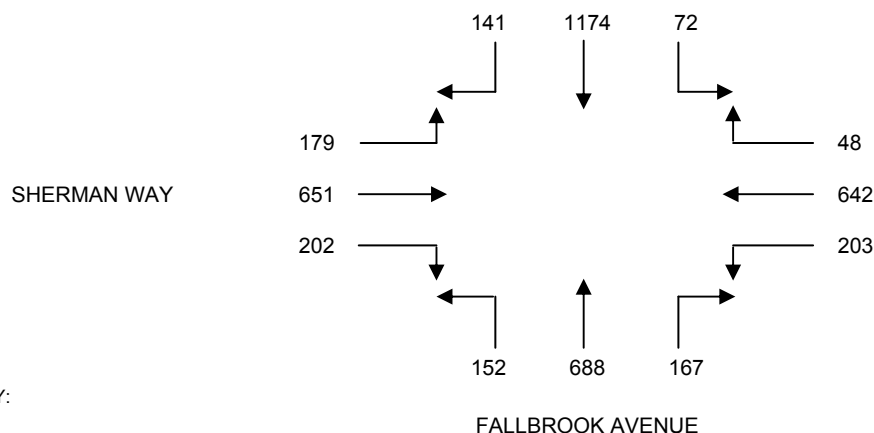 141 1174 72
179 48
SHERMAN WAY 651 642
202 203
152 688 167
Y:
FALLBROOK AVENUE